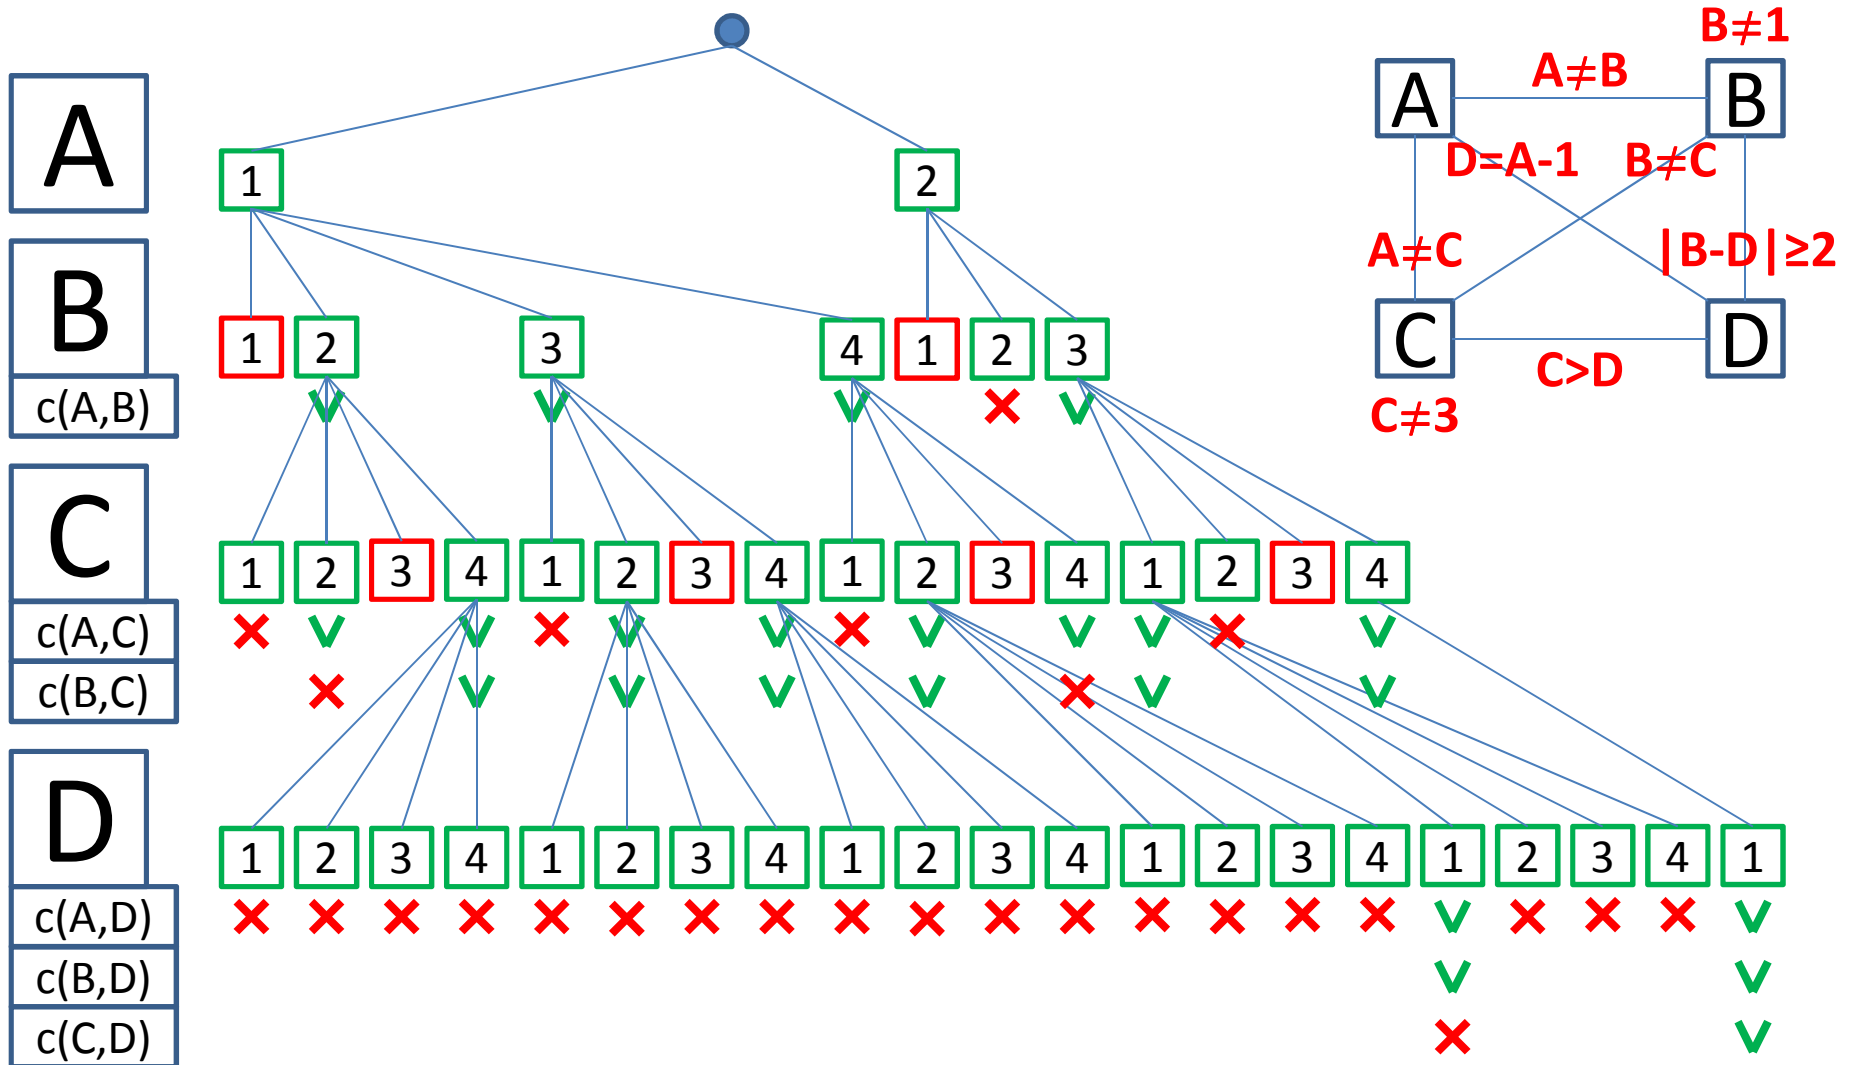 B≠1
A≠B
A B
A
1 2
D=A-1 B≠C
A≠C |B-D|≥2
B
1 2 3 4 1 2 3
C D
C>D
c(A,B)
C≠3
C
1 2 3 4 1 2 3 4 1 2 3 4 1 2 3 4
c(A,C)
c(B,C)
D
1 2 3 4 1 2 3 4 1 2 3 4 1 2 3 4 1 2 3 4 1
c(A,D)
c(B,D)
c(C,D)